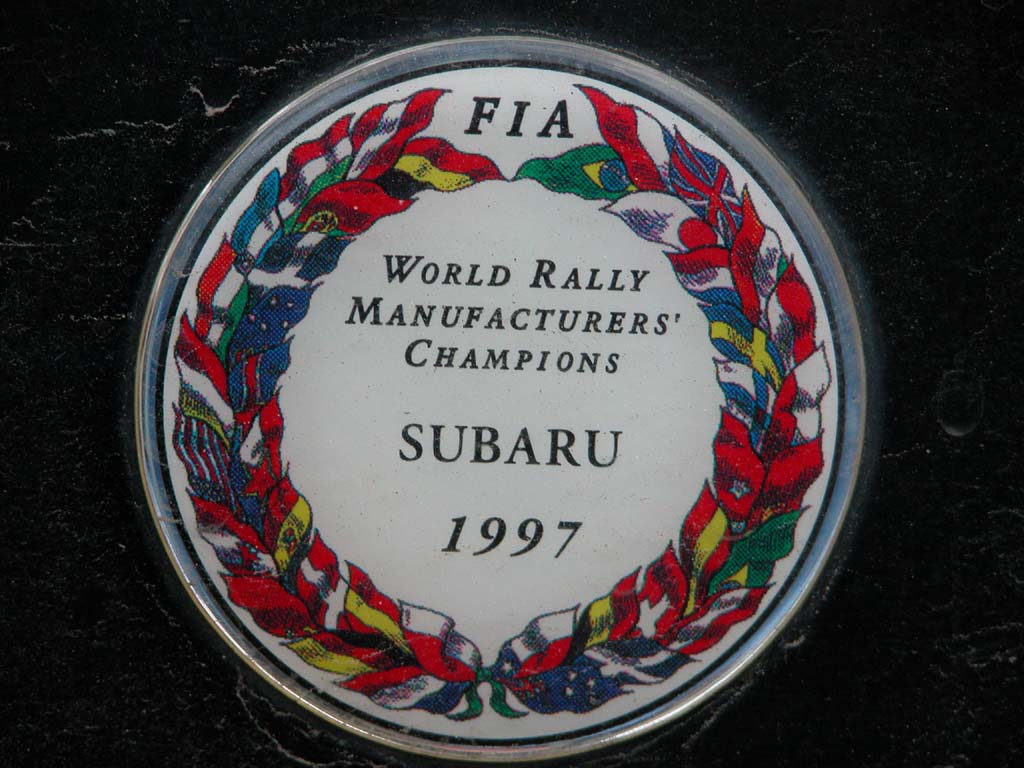 FIA
WORLD RALLY
MANUFACTURERS'
CHAMPIONS
SUBARU
1997